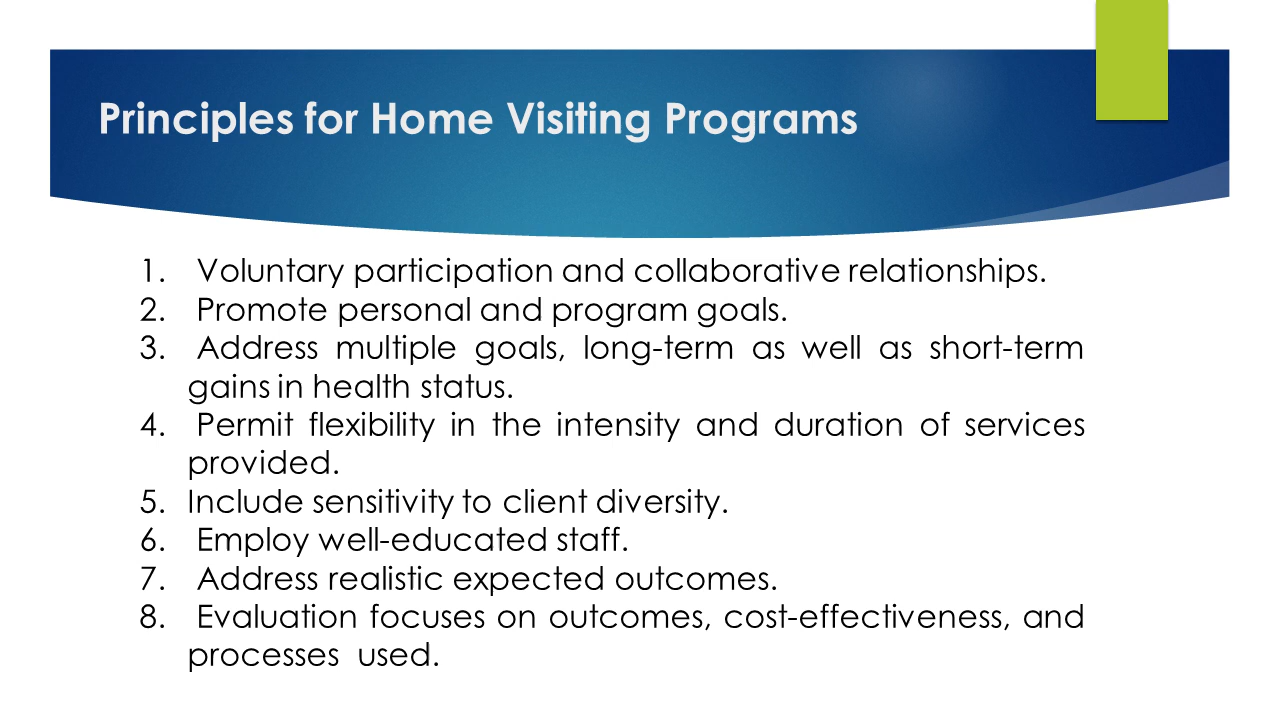 Principles for Home Visiting Programs
1. Voluntary participation and collaborative relationships.
2. Promote personal and program goals.
3. Address multiple goals, long-term as well as short-term
gains in health status.
4. Permit flexibility in the intensity and duration of services
provided.
5. Include sensitivity to client diversity.
6. Employ well-educated staff.
7. Address realistic expected outcomes.
8. Evaluation focuses on outcomes, cost-effectiveness, and
processes used.